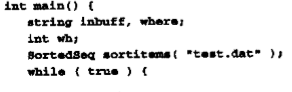 int main() {
string inbuff, where;
int wh;
SortedSeq sortitems( "test.dat" );
while ( true ) {